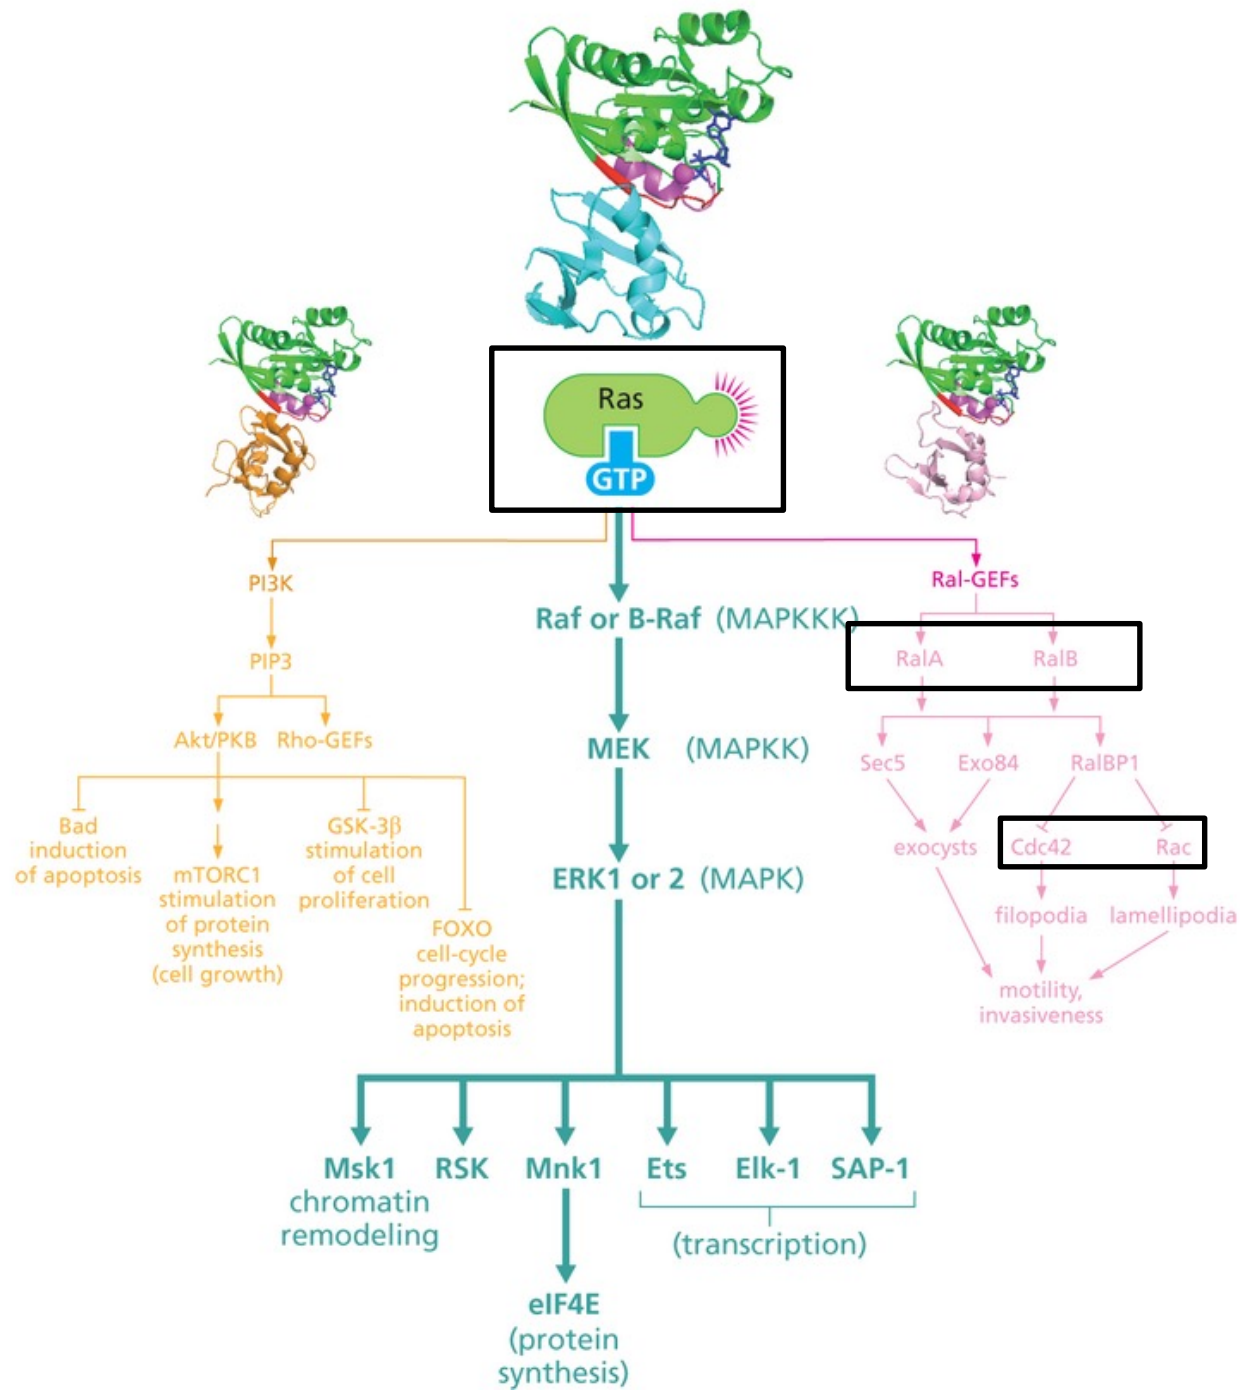 Ras
GTP
PI3K
PIP3
Akt/PKB Rho-GEFs
Bad
induction
of apoptosis
mTORC1
stimulation
of protein
synthesis
(cell growth)
GSK-3β
stimulation
of cell
proliferation
FOXO
cell-cycle
progression;
induction of
apoptosis
Raf or B-Raf (MAPKKK)
MEK (MAPKK)
ERK1 or 2 (MAPK)
Msk1
chromatin
remodeling
RSK
Mnk1
eIF4E
(protein
synthesis)
Ets Elk-1 SAP-1
(transcription)
Ral-GEFs
RalA RalB
Sec5 Exo84 RalBP1
exocysts Cdc42 Rac
filopodia lamellipodia
motility,
invasiveness